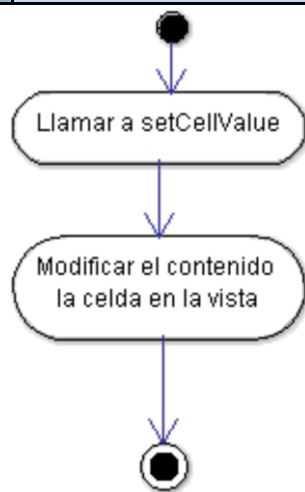 Llamar a setCellValue
Modificar el contenido
la celda en la vista